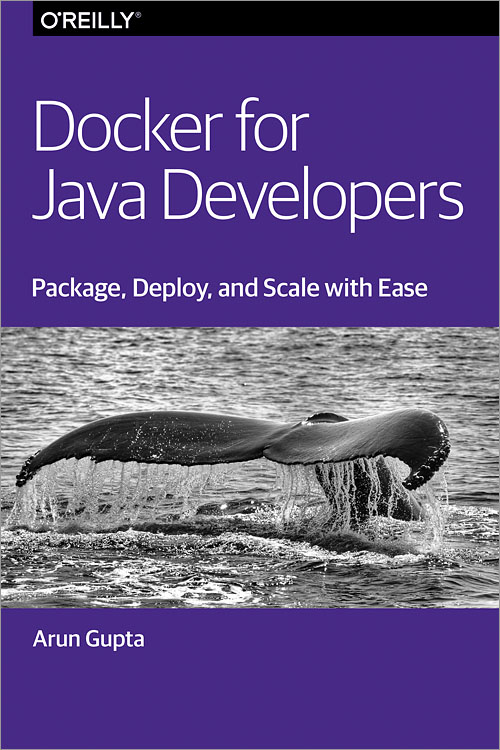 O'REILLY®
Docker for
Java Developers
Package, Deploy, and Scale with Ease
Arun Gupta